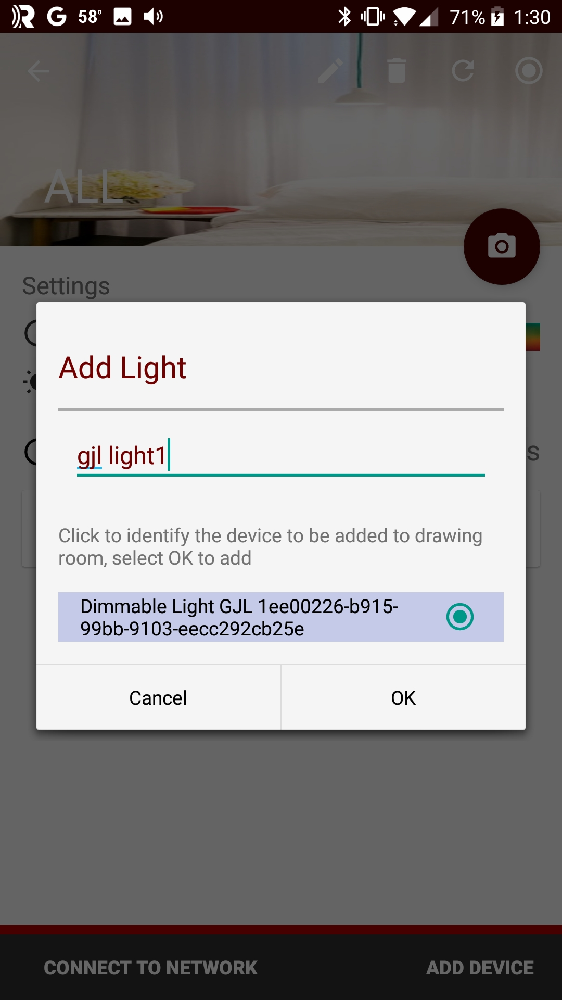 58°
71%
1:30
ALL
Settings
Add Light
gjl light1
s
Click to identify the device to be added to drawing
room, select OK to add
Dimmable Light GJL 1ee00226-b915-
99bb-9103-eecc292cb25e
Cancel
OK
CONNECT TO NETWORK
ADD DEVICE